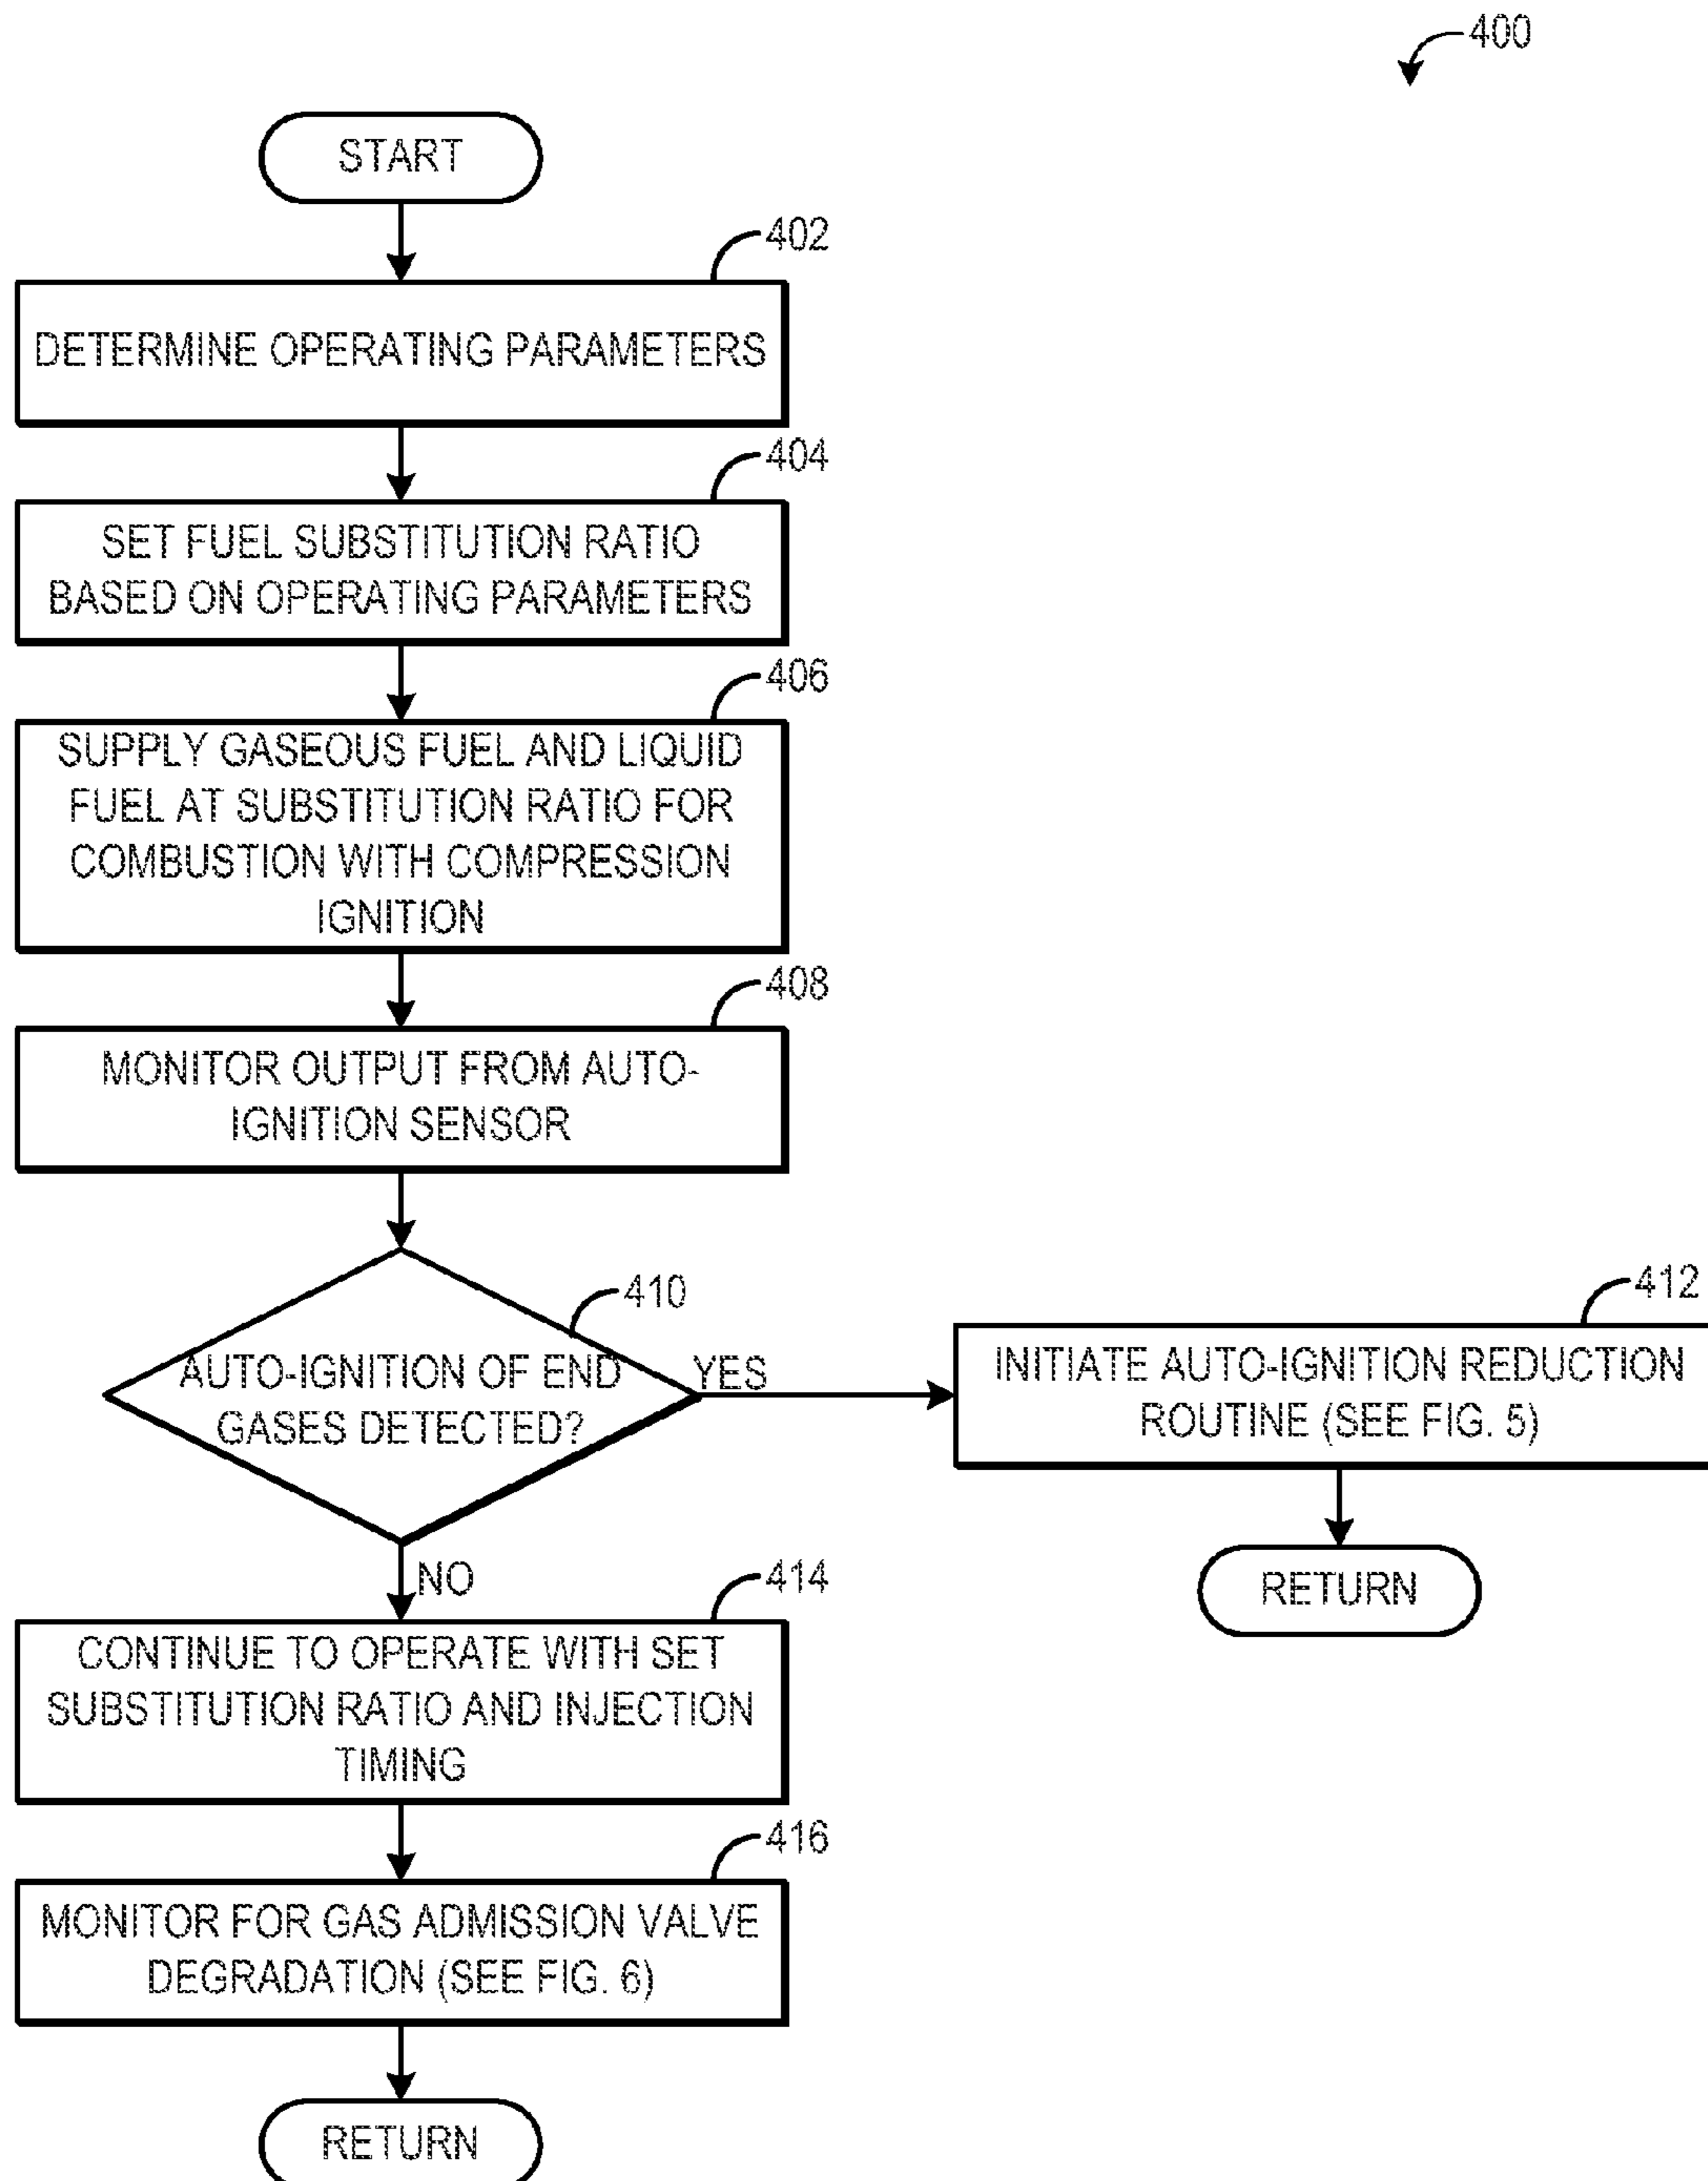 400
START
402
DETERMINE OPERATING PARAMETERS
404
SET FUEL SUBSTITUTION RATIO
BASED ON OPERATING PARAMETERS
406
SUPPLY GASEOUS FUEL AND LIQUID
FUEL AT SUBSTITUTION RATIO FOR
COMBUSTION WITH COMPRESSION
IGNITION
408
MONITOR OUTPUT FROM AUTO-
IGNITION SENSOR
410
AUTO-IGNITION OF END
GASES DETECTED?
YES
412
INITIATE AUTO-IGNITION REDUCTION
ROUTINE (SEE FIG. 5)
RETURN
NO
414
CONTINUE TO OPERATE WITH SET
SUBSTITUTION RATIO AND INJECTION
TIMING
416
MONITOR FOR GAS ADMISSION VALVE
DEGRADATION (SEE FIG. 6)
RETURN